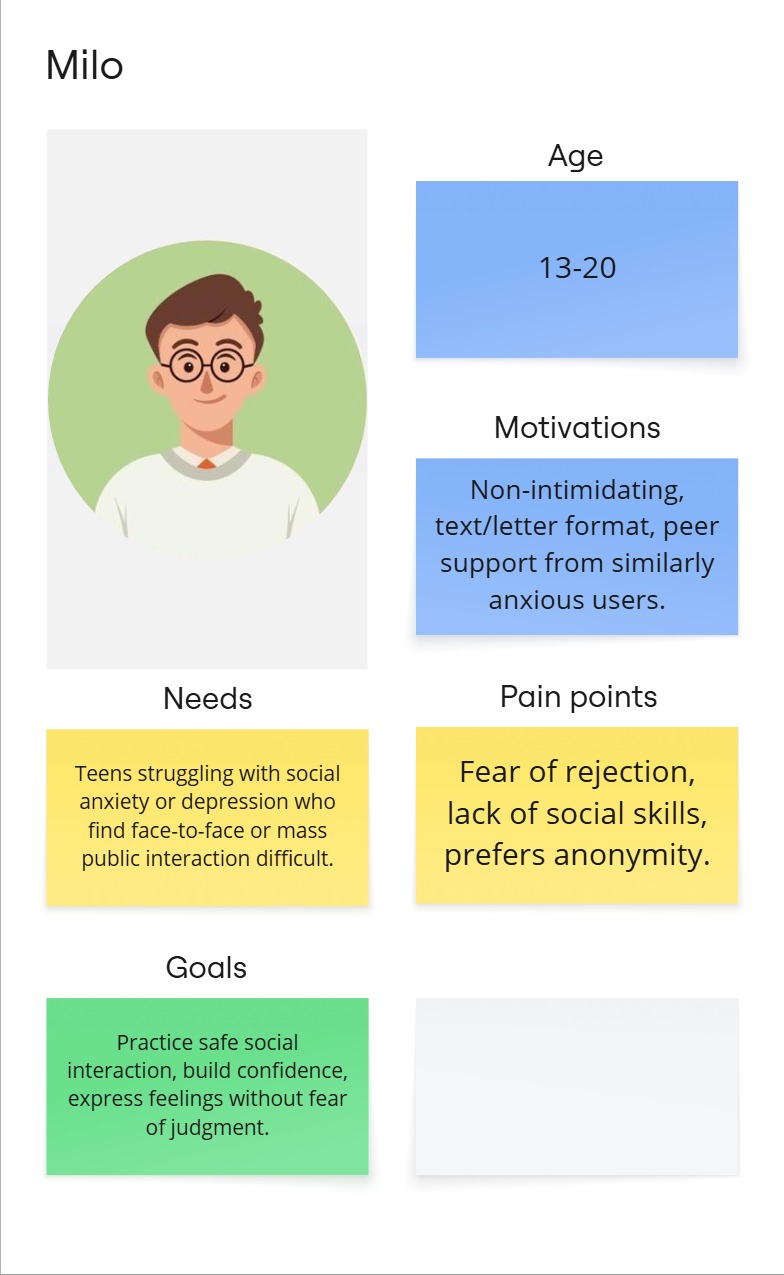 Milo
Age
13-20
Motivations
Non-intimidating,
text/letter format, peer
support from similarly
anxious users.
Needs
Teens struggling with social
anxiety or depression who
find face-to-face or mass
public interaction difficult.
Pain points
Fear of rejection,
lack of social skills,
prefers anonymity.
Goals
Practice safe social
interaction, build confidence,
express feelings without fear
of judgment.